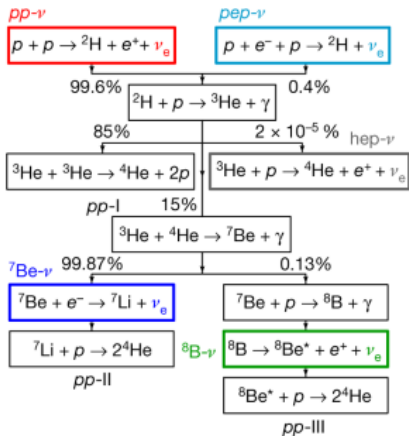 pp-ν pep-ν
p + p → ²H + e⁺+ νₑ p + e⁻ + p → ²H + νₑ
99.6% 0.4%
²H + p → ³He + γ
85% 2 × 10⁻⁵ % hep-ν
³He + ³He → ⁴He + 2p ³He + p → ⁴He + e⁺ + νₑ
pp-I 15%
³He + ⁴He → ⁷Be + γ
⁷Be-ν 99.87% 0.13%
⁷Be + e⁻ → ⁷Li + νₑ ⁷Be + p → ⁸B + γ
⁷Li + p → 2⁴He ⁸B-ν ⁸B → ⁸Be* + e⁺ + νₑ
pp-II ⁸Be* + p → 2⁴He
pp-III